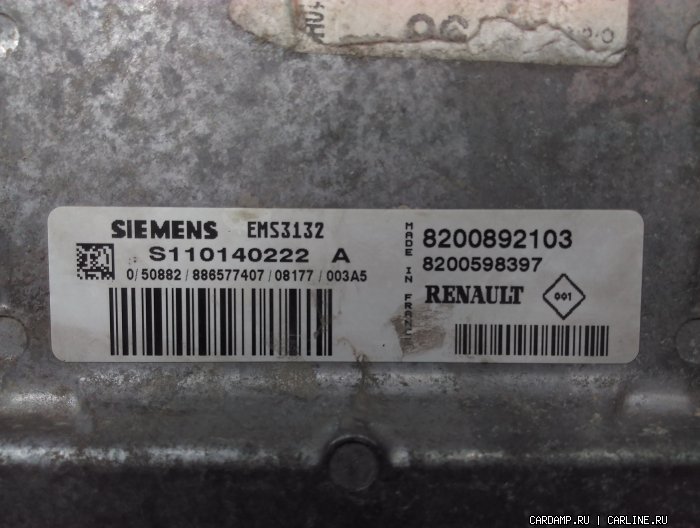 SIEMENS EMS3132
S110140222 A
0/50882/886577407/08177/003A5
MADE IN FRANCE
8200892103
8200598397
RENAULT
001
CARDAMP.RU | CARLINE.RU